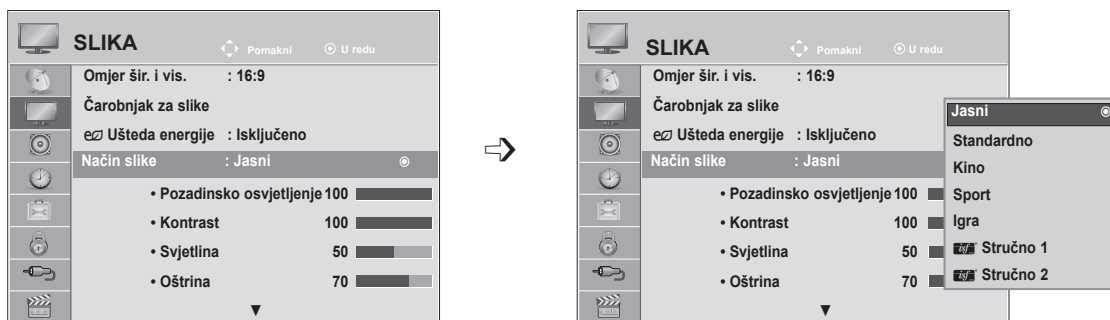 SLIKA
Pomakni U redu
Omjer šir. i vis. : 16:9
Čarobnjak za slike
Ušteda energije : Isključeno
Način slike : Jasni
• Pozadinsko osvjetljenje 100
• Kontrast 100
• Svjetlina 50
• Oštrina 70
SLIKA
Pomakni U redu
Omjer šir. i vis. : 16:9
Čarobnjak za slike
Ušteda energije : Isključeno
Način slike : Jasni
• Pozadinsko osvjetljenje 100
• Kontrast 100
• Svjetlina 50
• Oštrina 70
Jasni
Standardno
Kino
Sport
Igra
isf Stručno 1
isf Stručno 2